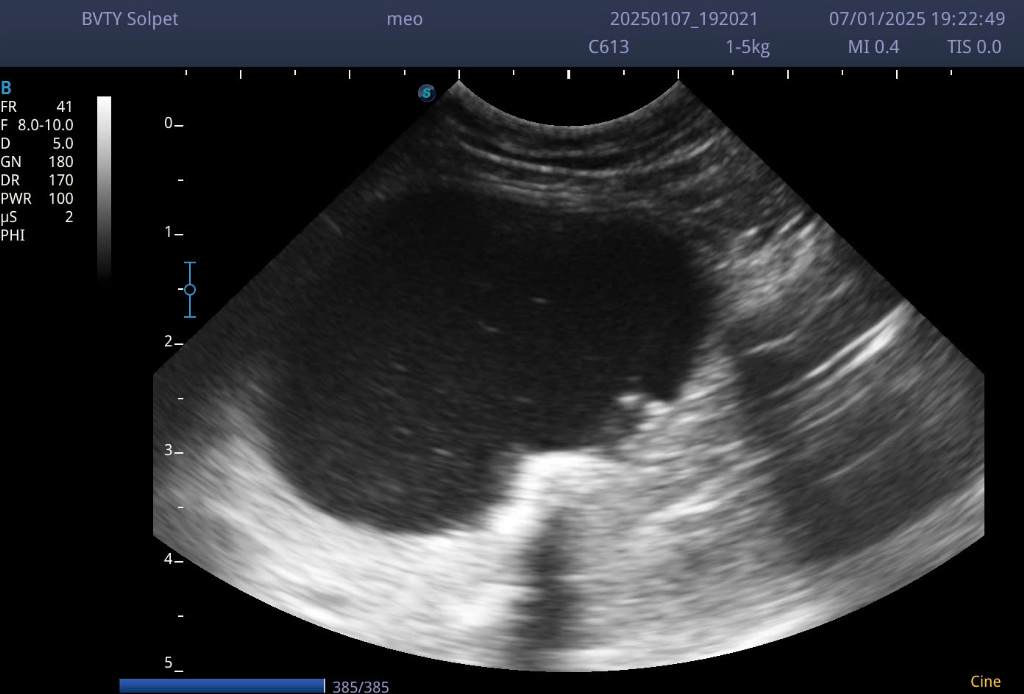 BVTY Solpet meo 20250107_192021 07/01/2025 19:22:49
C613 1-5kg MI 0.4 TIS 0.0
B
FR 41
F 8.0-10.0
D 5.0
GN 180
DR 170
PWR 100
µS 2
PHI
S
0
1
2
3
4
5
385/385
Cine